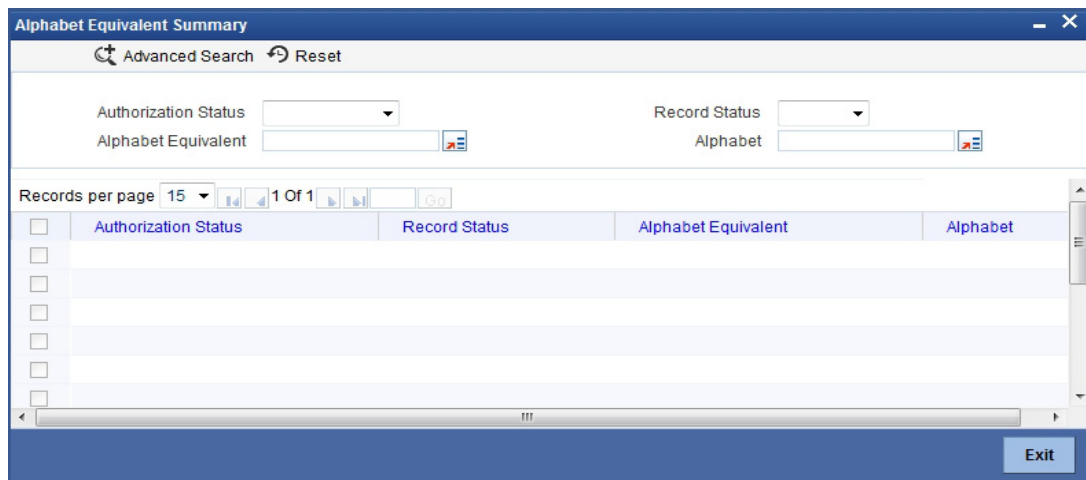 Alphabet Equivalent Summary
Advanced Search Reset
Authorization Status Record Status
Alphabet Equivalent Alphabet
Records per page 15 1 Of 1 Go
Authorization Status Record Status Alphabet Equivalent Alphabet
Exit